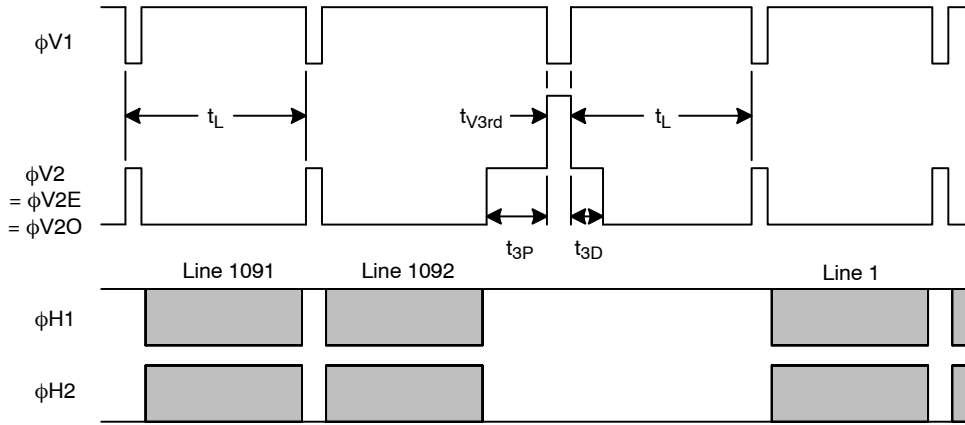 ϕV1
t_L
t_V3rd
t_L
ϕV2
= ϕV2E
= ϕV2O
t_3P
t_3D
Line 1091
Line 1092
Line 1
ϕH1
ϕH2